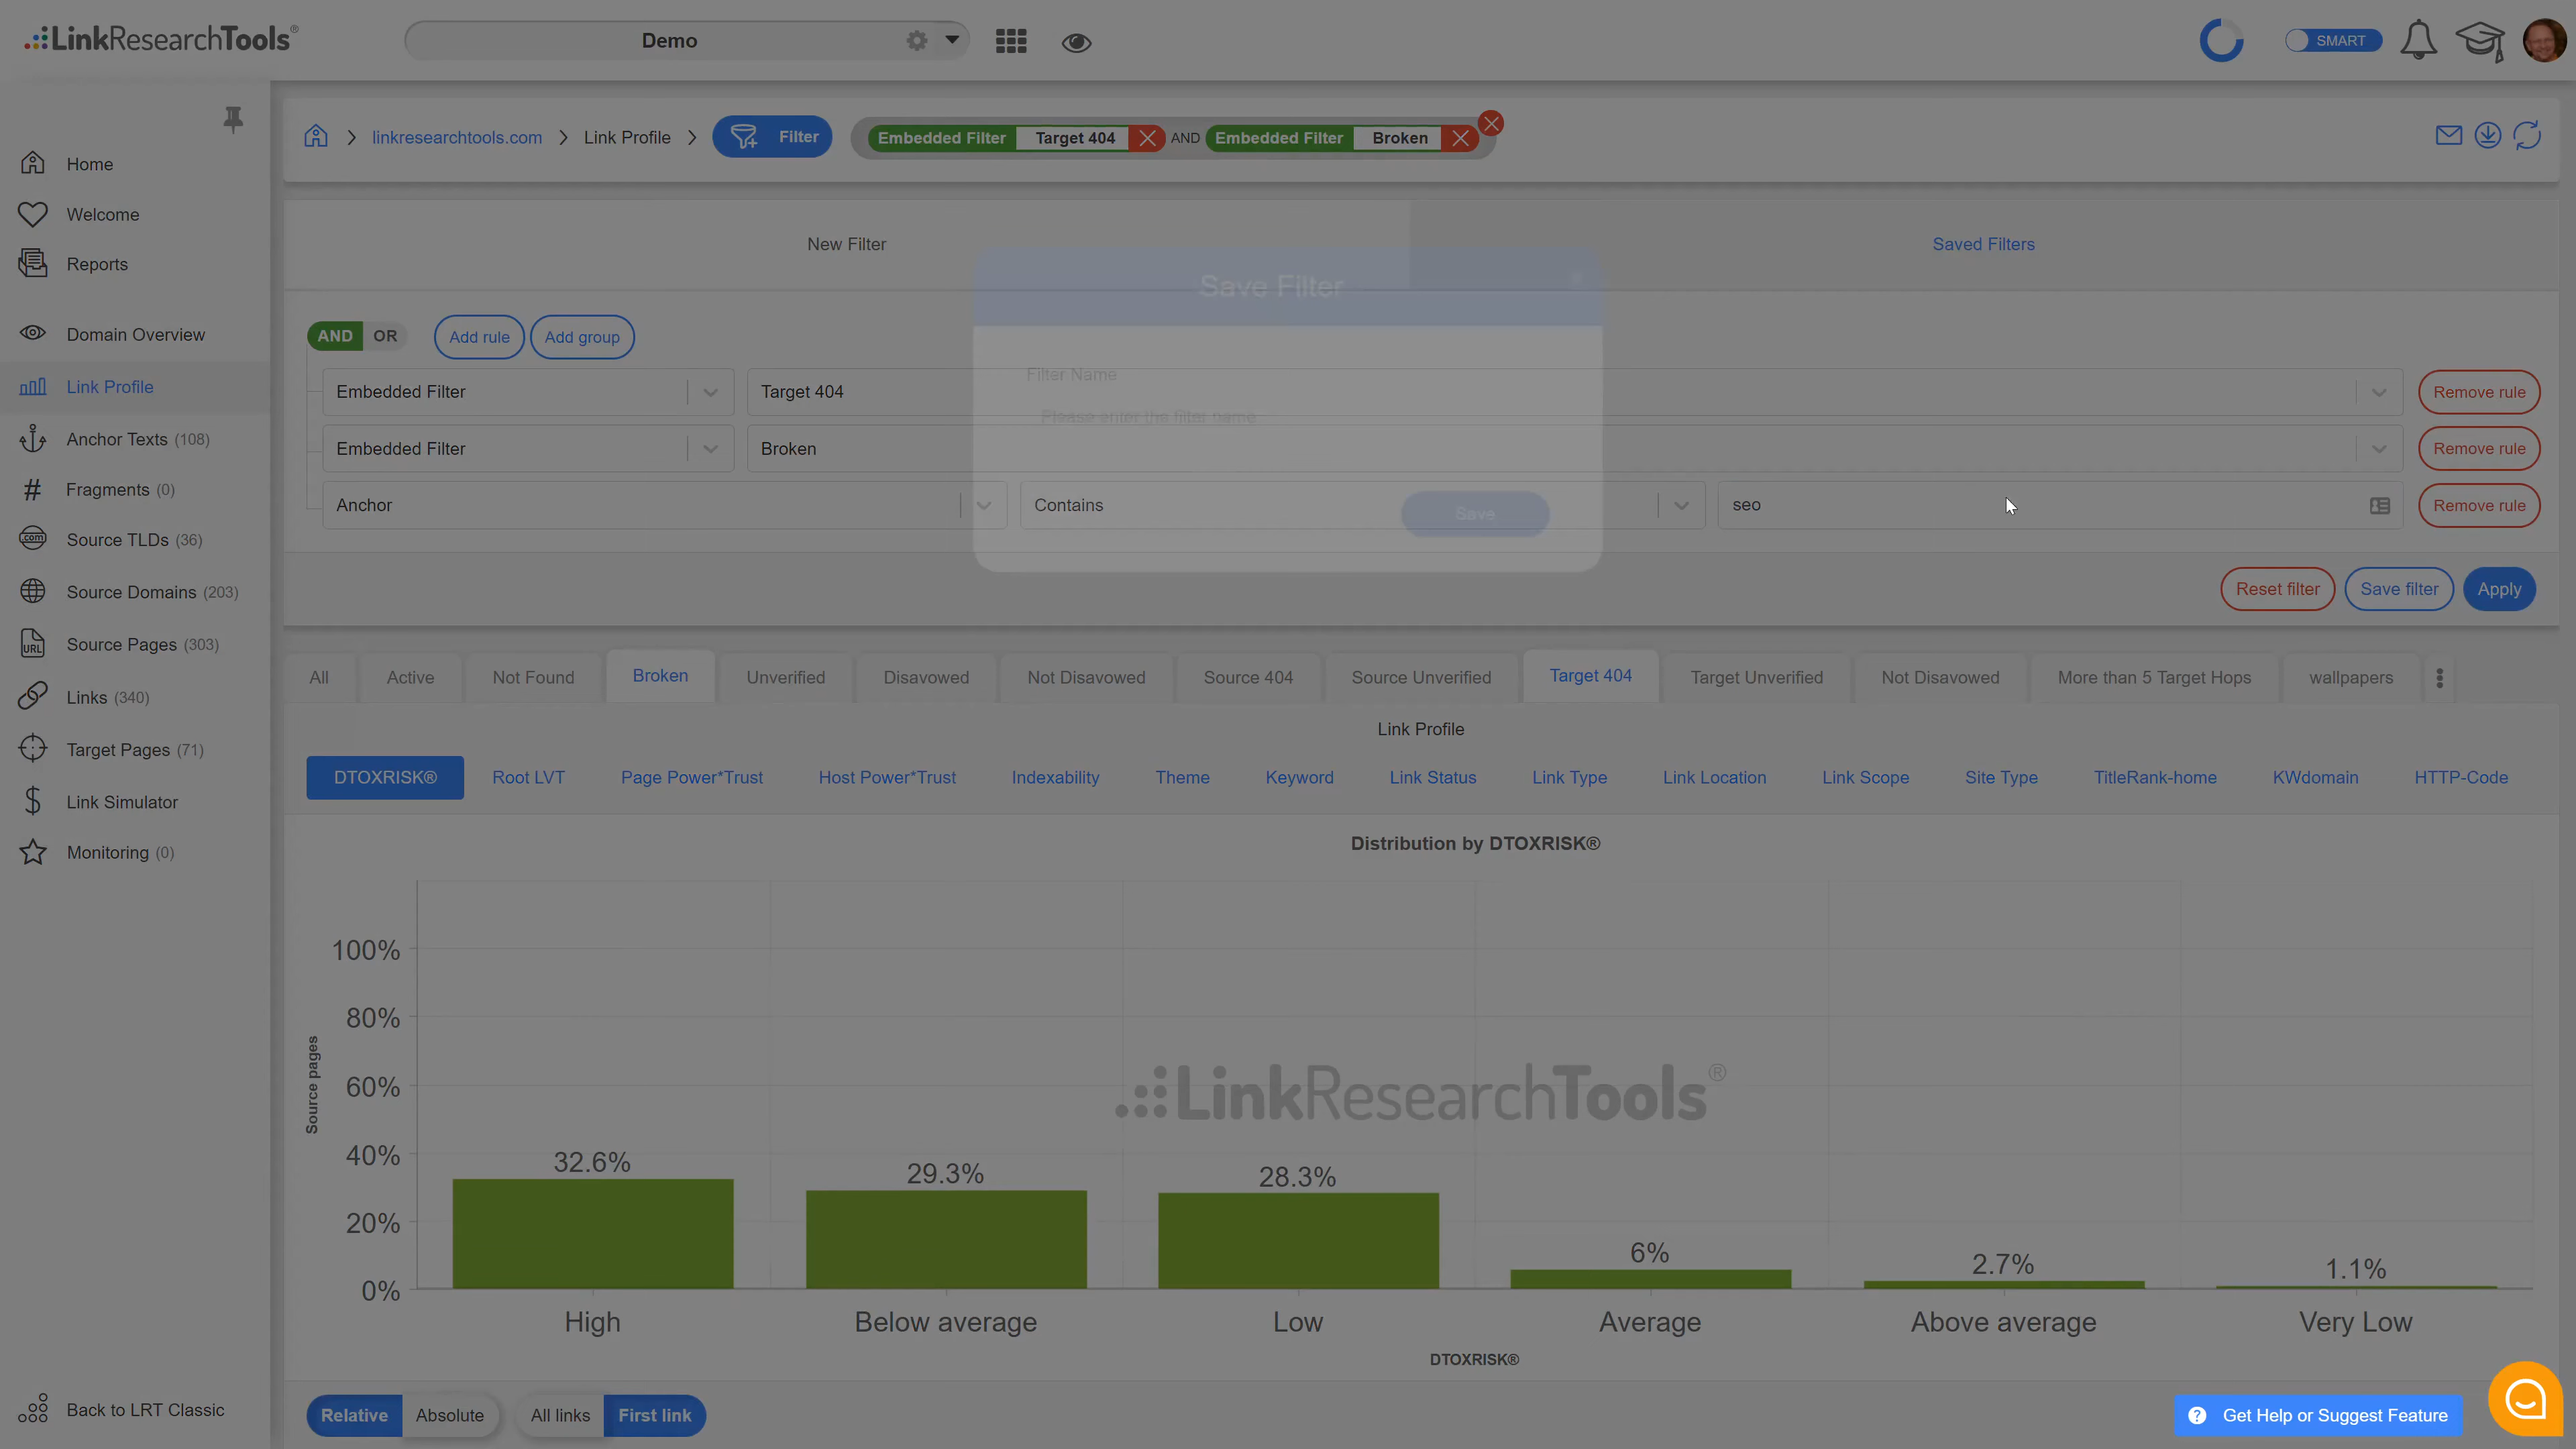 LinkResearchTools®
Demo
SMART
linkresearchtools.com
Link Profile
Filter
Embedded Filter Target 404 AND Embedded Filter Broken
Home
Welcome
Reports
Domain Overview
Link Profile
Anchor Texts (108)
# Fragments (0)
.com Source TLDs (36)
Source Domains (203)
URL Source Pages (303)
Links (340)
Target Pages (71)
$ Link Simulator
Monitoring (0)
Back to LRT Classic
New Filter
Saved Filters
Save Filter
Filter Name
Please enter the filter name
Save
AND OR Add rule Add group
Embedded Filter Target 404 Remove rule
Embedded Filter Broken Remove rule
Anchor Contains seo Remove rule
Reset filter Save filter Apply
All Active Not Found Broken Unverified Disavowed Not Disavowed Source 404 Source Unverified Target 404 Target Unverified Not Disavowed More than 5 Target Hops wallpapers
Link Profile
DTOXRISK® Root LVT Page Power*Trust Host Power*Trust Indexability Theme Keyword Link Status Link Type Link Location Link Scope Site Type TitleRank-home KWdomain HTTP-Code
Distribution by DTOXRISK®
Source pages
100%
80%
60%
40%
20%
0%
LinkResearchTools®
32.6% 29.3% 28.3% 6% 2.7% 1.1%
High Below average Low Average Above average Very Low
DTOXRISK®
Relative Absolute All links First link
? Get Help or Suggest Feature